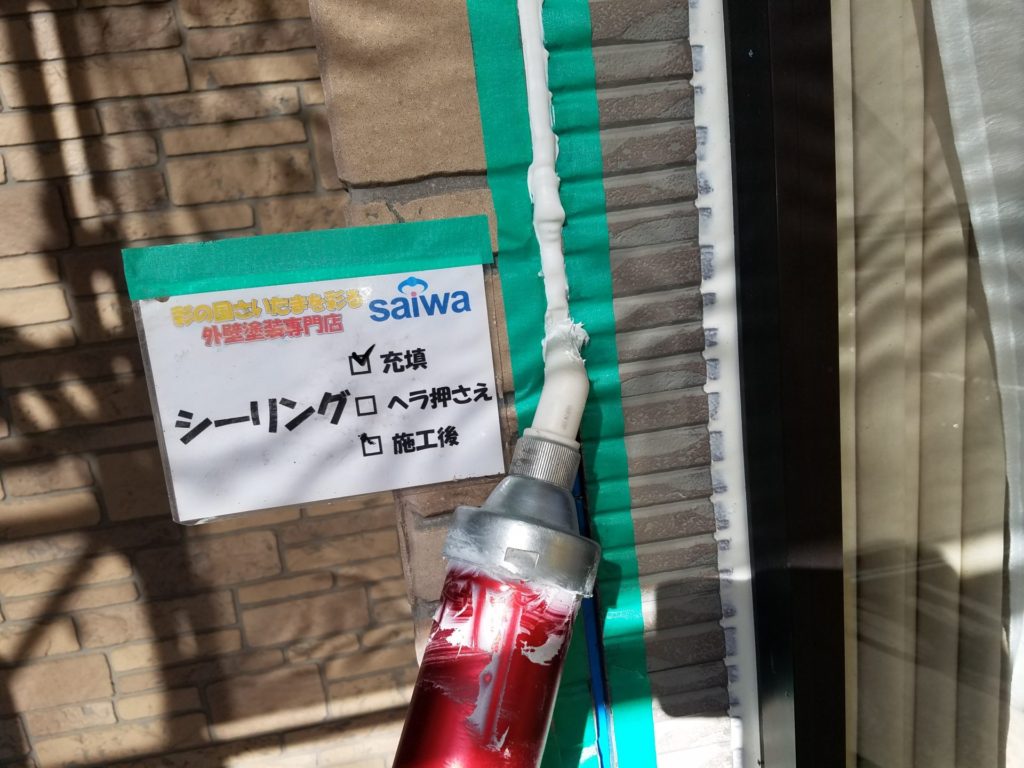 彩の国さいたまを彩る
外壁塗装専門店
saiwa
シーリング
充填
ヘラ押さえ
施工後